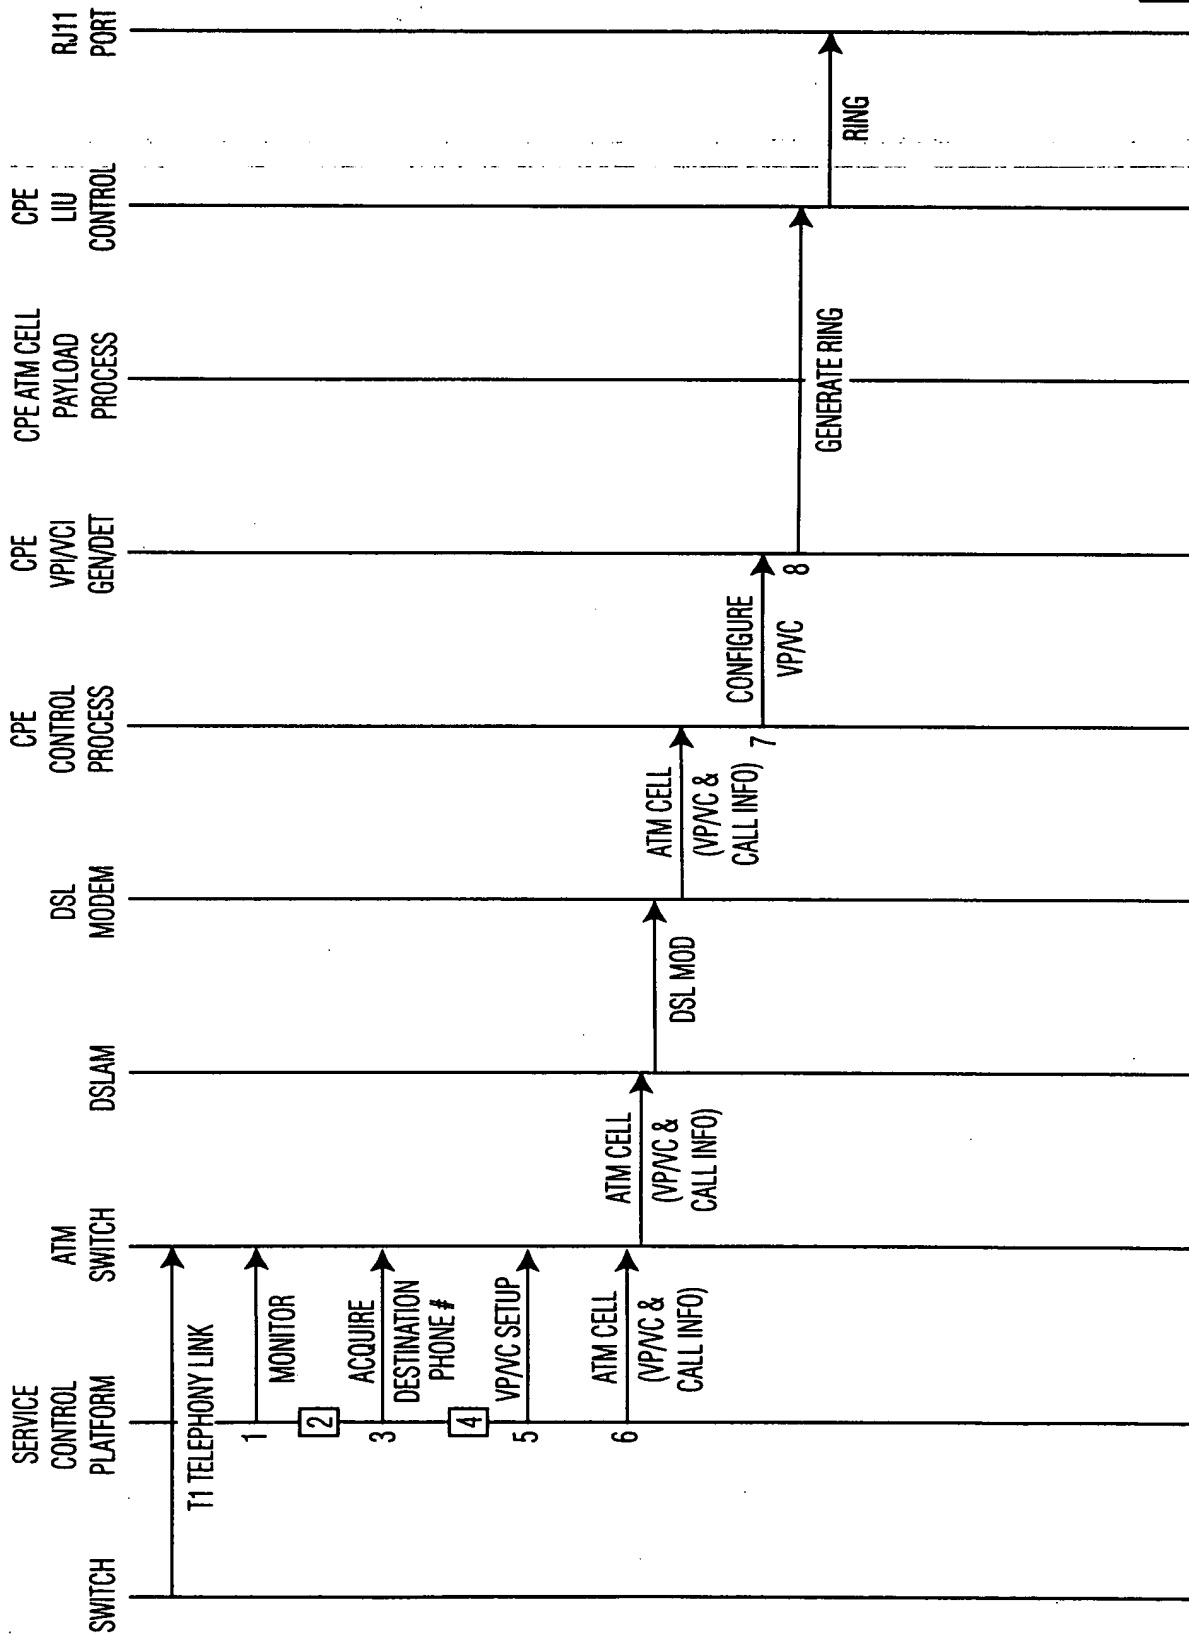 SWITCH
SERVICE
CONTROL
PLATFORM
ATM
SWITCH
DSLAM
DSL
MODEM
CPE
CONTROL
PROCESS
CPE
VPI/VCI
GEN/DET
CPE ATM CELL
PAYLOAD
PROCESS
CPE
LIU
CONTROL
RJ11
PORT
T1 TELEPHONY LINK
1
MONITOR
2
3
ACQUIRE
DESTINATION
PHONE #
4
5
VP/VC SETUP
6
ATM CELL
(VP/VC &
CALL INFO)
ATM CELL
(VP/VC &
CALL INFO)
DSL MOD
ATM CELL
(VP/VC &
CALL INFO)
7
CONFIGURE
VP/VC
8
GENERATE RING
RING